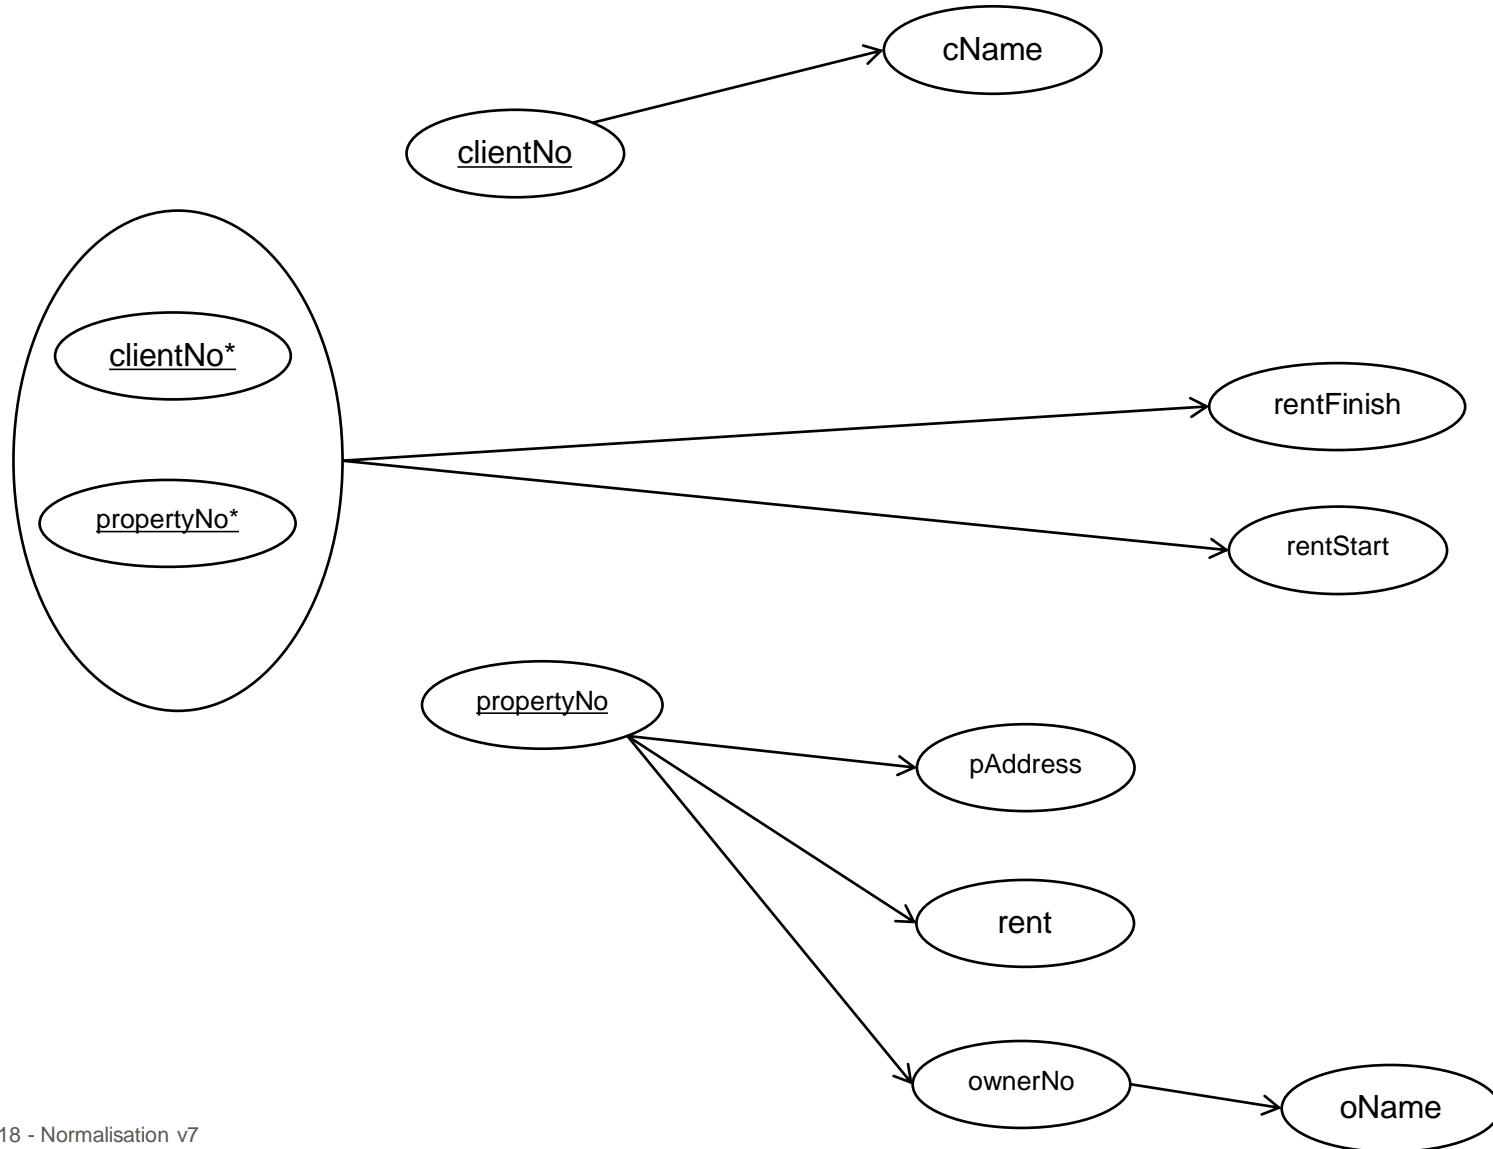 cName
clientNo
clientNo*
rentFinish
propertyNo*
rentStart
propertyNo
pAddress
rent
ownerNo
oName
18 - Normalisation v7